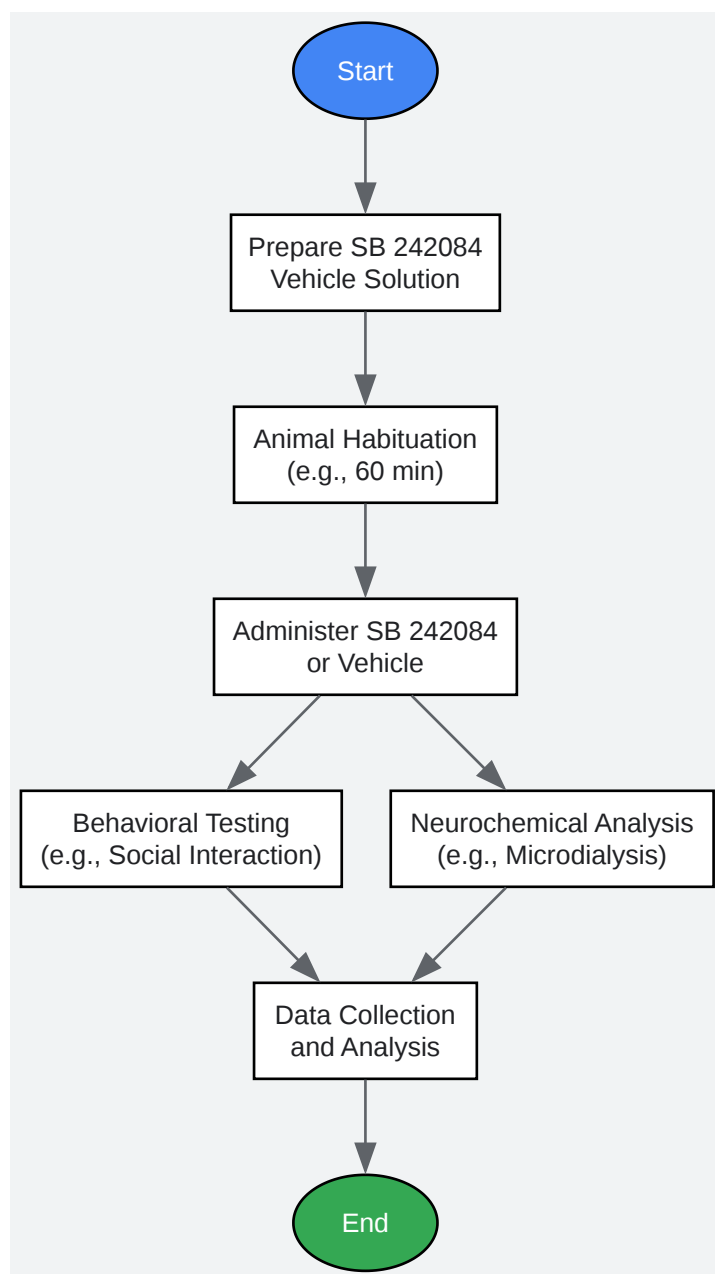 Start
Prepare SB 242084
Vehicle Solution
Animal Habituation
(e.g., 60 min)
Administer SB 242084
or Vehicle
Behavioral Testing
(e.g., Social Interaction)
Neurochemical Analysis
(e.g., Microdialysis)
Data Collection
and Analysis
End